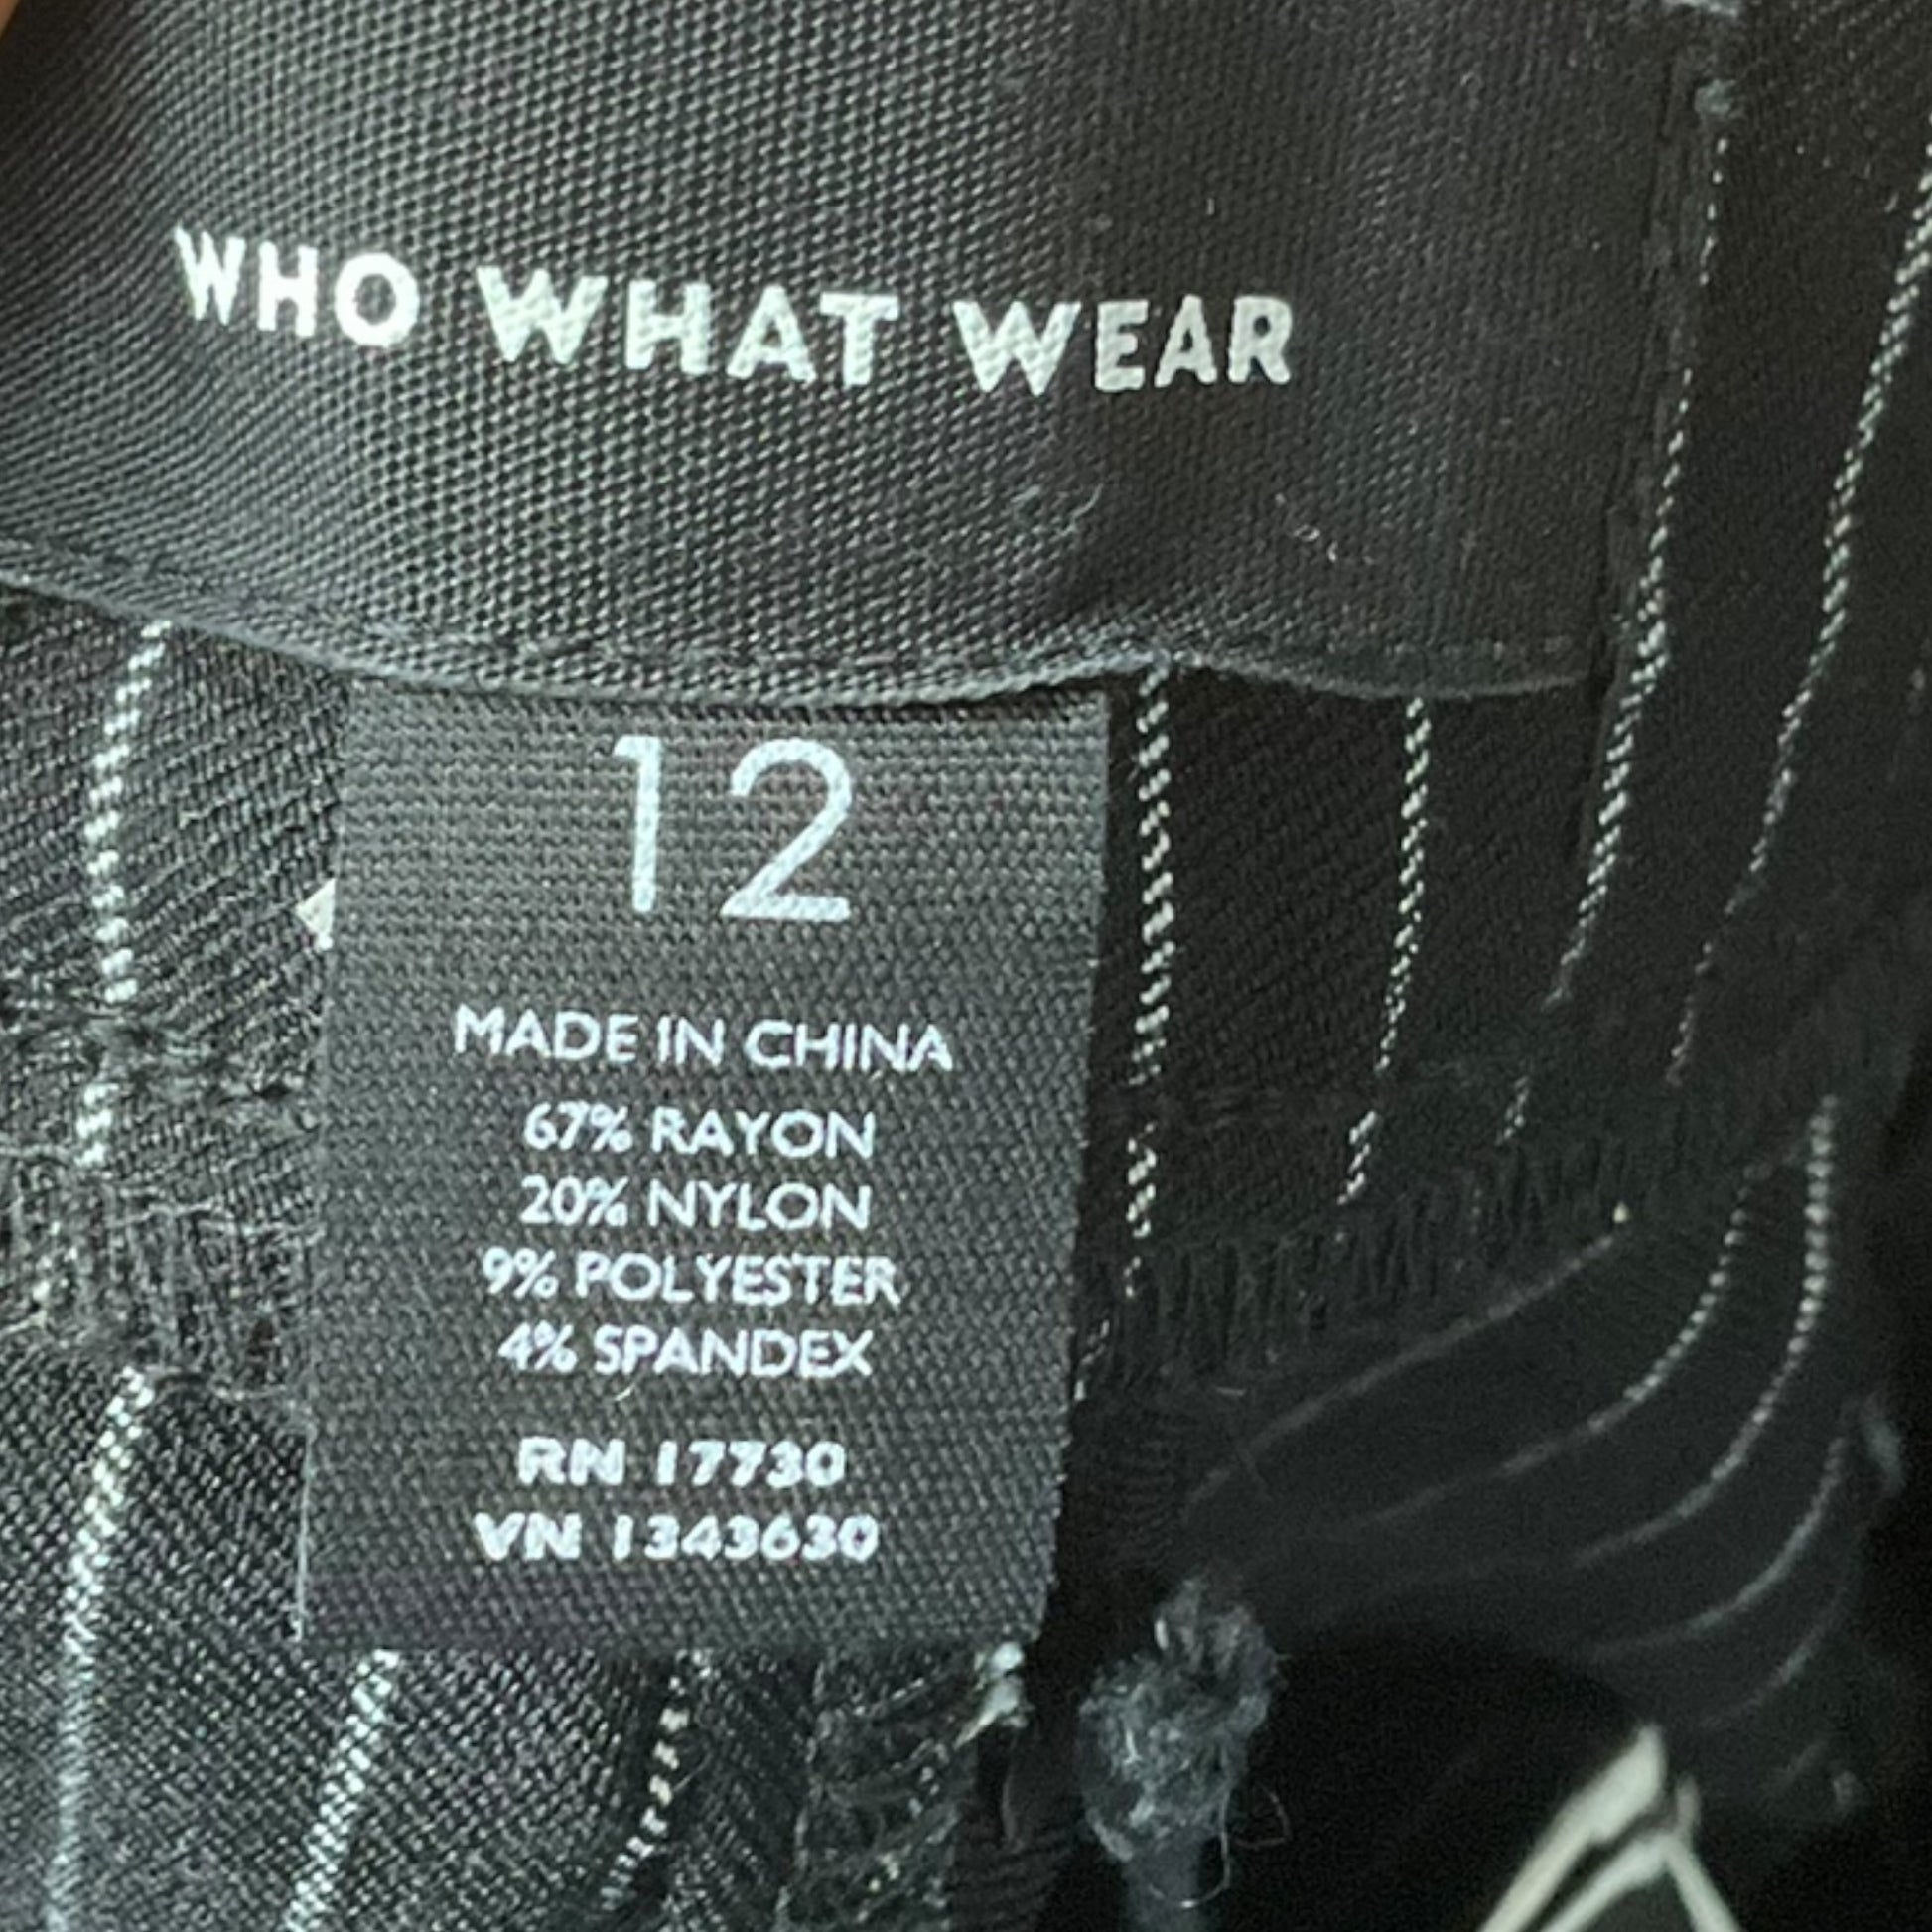 WHO WHAT WEAR
12
MADE IN CHINA
67% RAYON
20% NYLON
9% POLYESTER
4% SPANDEX
RN 17730
VN 1343630